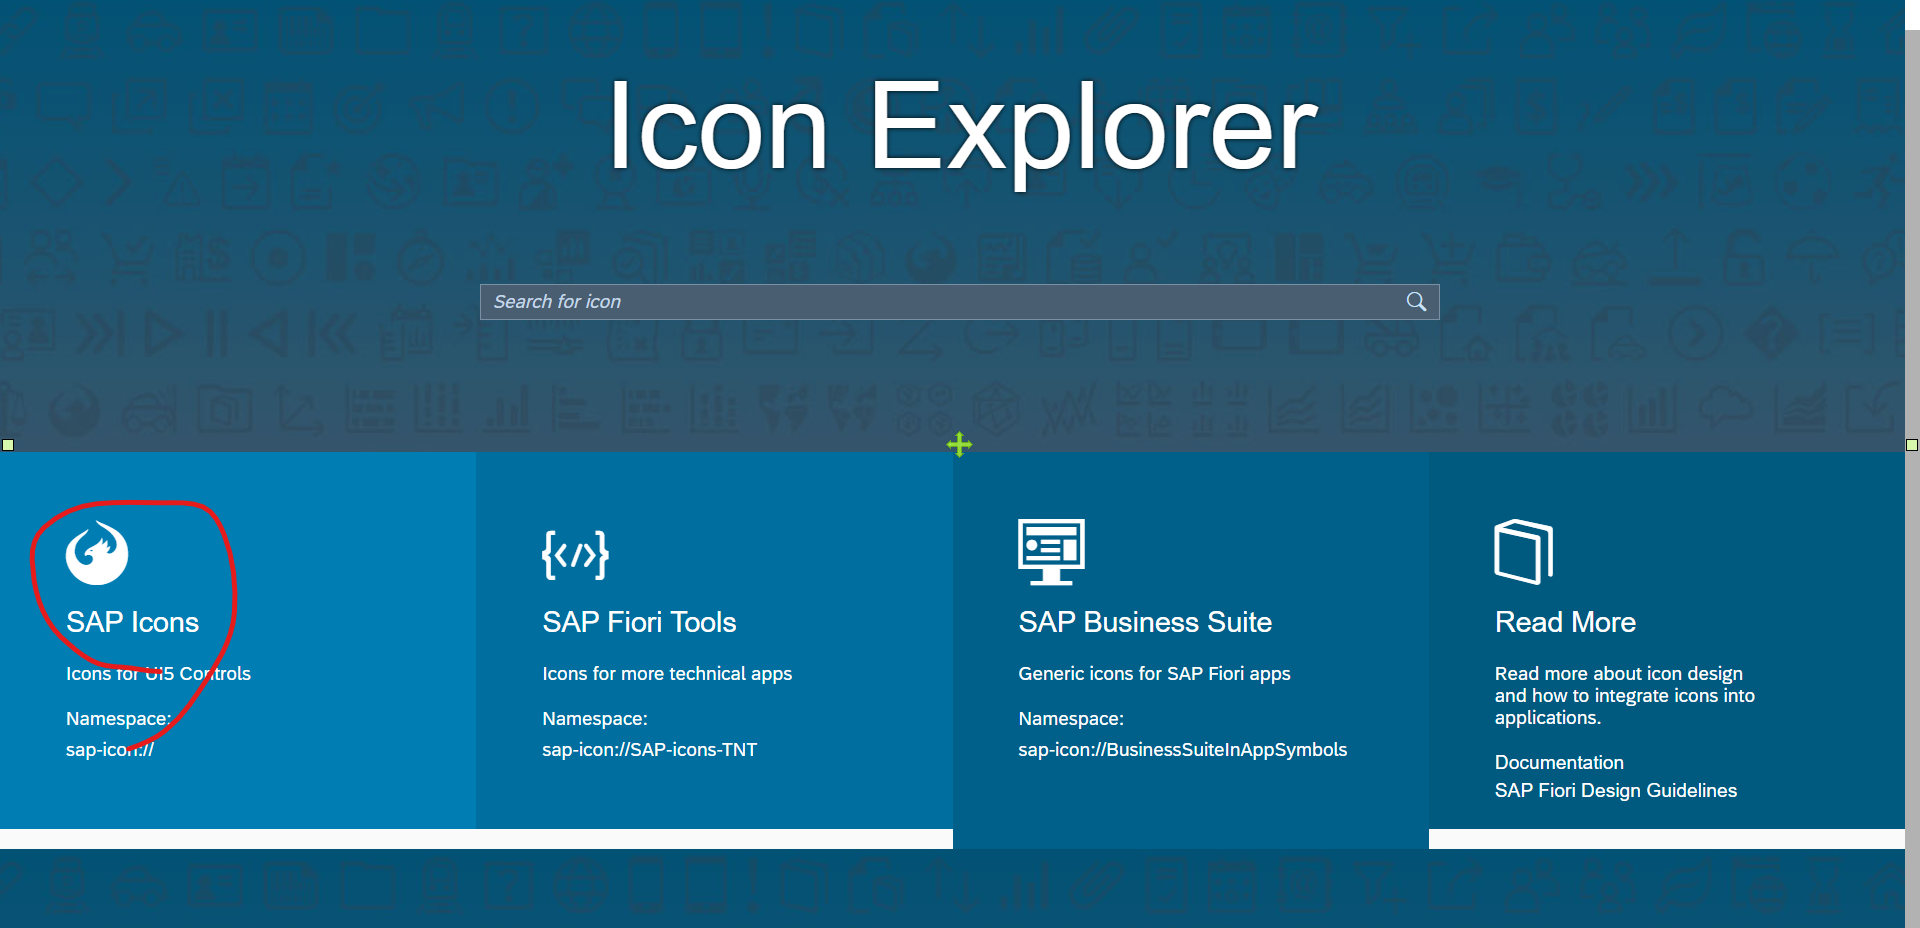 Icon Explorer
Search for icon
SAP Icons
Icons for UI5 Controls
Namespace:
sap-icon://
SAP Fiori Tools
Icons for more technical apps
Namespace:
sap-icon://SAP-icons-TNT
SAP Business Suite
Generic icons for SAP Fiori apps
Namespace:
sap-icon://BusinessSuiteInAppSymbols
Read More
Read more about icon design
and how to integrate icons into
applications.
Documentation
SAP Fiori Design Guidelines